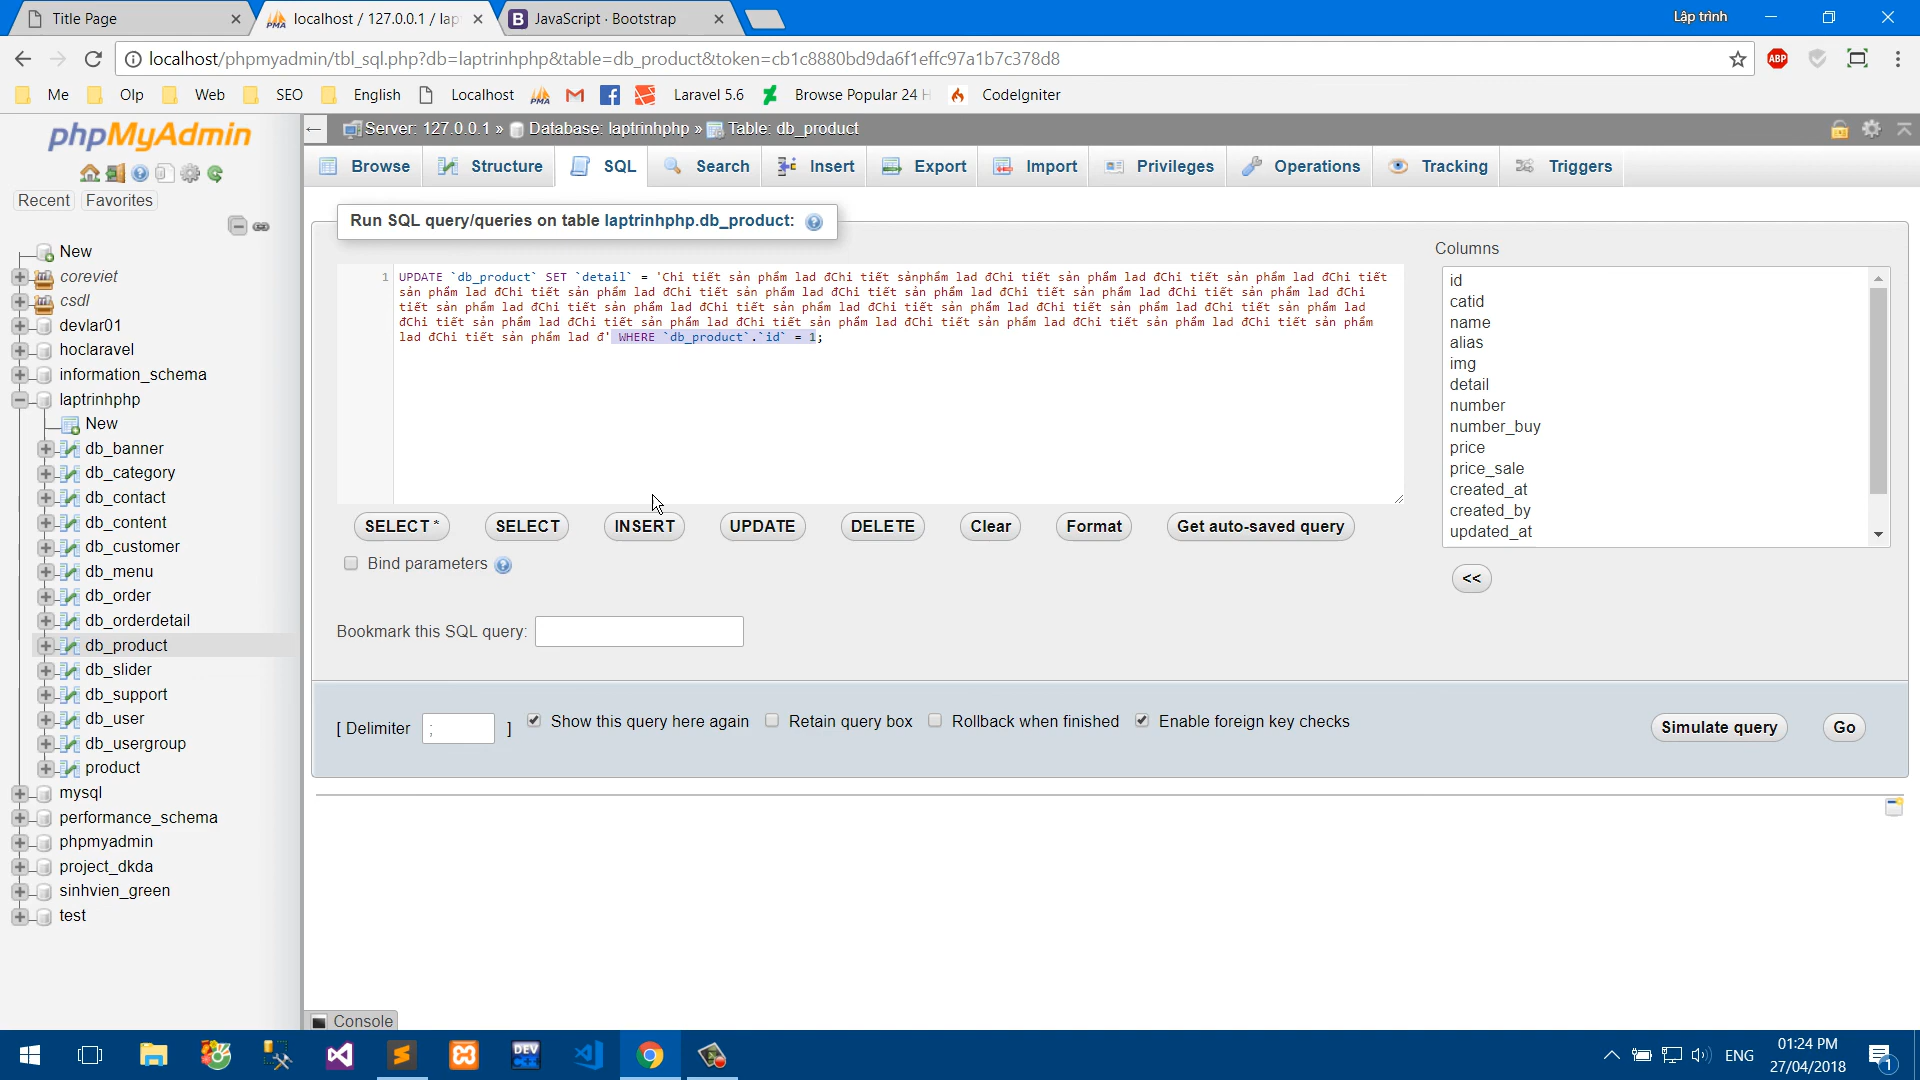 Title Page
localhost / 127.0.0.1 / lap
JavaScript · Bootstrap
Lập trình
localhost/phpmyadmin/tbl_sql.php?db=laptrinhphp&table=db_product&token=cb1c8880bd9da6f1effc97a1b7c378d8
ABP
Me
Olp
Web
SEO
English
Localhost
Laravel 5.6
Browse Popular 24 H
CodeIgniter
phpMyAdmin
Recent
Favorites
New
coreviet
csdl
devlar01
hoclaravel
information_schema
laptrinhphp
New
db_banner
db_category
db_contact
db_content
db_customer
db_menu
db_order
db_orderdetail
db_product
db_slider
db_support
db_user
db_usergroup
product
mysql
performance_schema
phpmyadmin
project_dkda
sinhvien_green
test
Server: 127.0.0.1 » Database: laptrinhphp » Table: db_product
Browse
Structure
SQL
Search
Insert
Export
Import
Privileges
Operations
Tracking
Triggers
Run SQL query/queries on table laptrinhphp.db_product:
1 UPDATE `db_product` SET `detail` = 'Chi tiết sản phẩm lad đChi tiết sảnphẩm lad đChi tiết sản phẩm lad đChi tiết sản phẩm lad đChi tiết
sản phẩm lad đChi tiết sản phẩm lad đChi tiết sản phẩm lad đChi tiết sản phẩm lad đChi tiết sản phẩm lad đChi tiết sản phẩm lad đChi
tiết sản phẩm lad đChi tiết sản phẩm lad đChi tiết sản phẩm lad đChi tiết sản phẩm lad đChi tiết sản phẩm lad đChi tiết sản phẩm lad
đChi tiết sản phẩm lad đChi tiết sản phẩm lad đChi tiết sản phẩm lad đChi tiết sản phẩm lad đChi tiết sản phẩm lad đChi tiết sản phẩm
lad đChi tiết sản phẩm lad đ' WHERE `db_product`.`id` = 1;
SELECT *
SELECT
INSERT
UPDATE
DELETE
Clear
Format
Get auto-saved query
Bind parameters
Bookmark this SQL query:
Columns
id
catid
name
alias
img
detail
number
number_buy
price
price_sale
created_at
created_by
updated_at
<<
[ Delimiter ; ]
Show this query here again
Retain query box
Rollback when finished
Enable foreign key checks
Simulate query
Go
Console
DEV
ENG
01:24 PM
27/04/2018
1